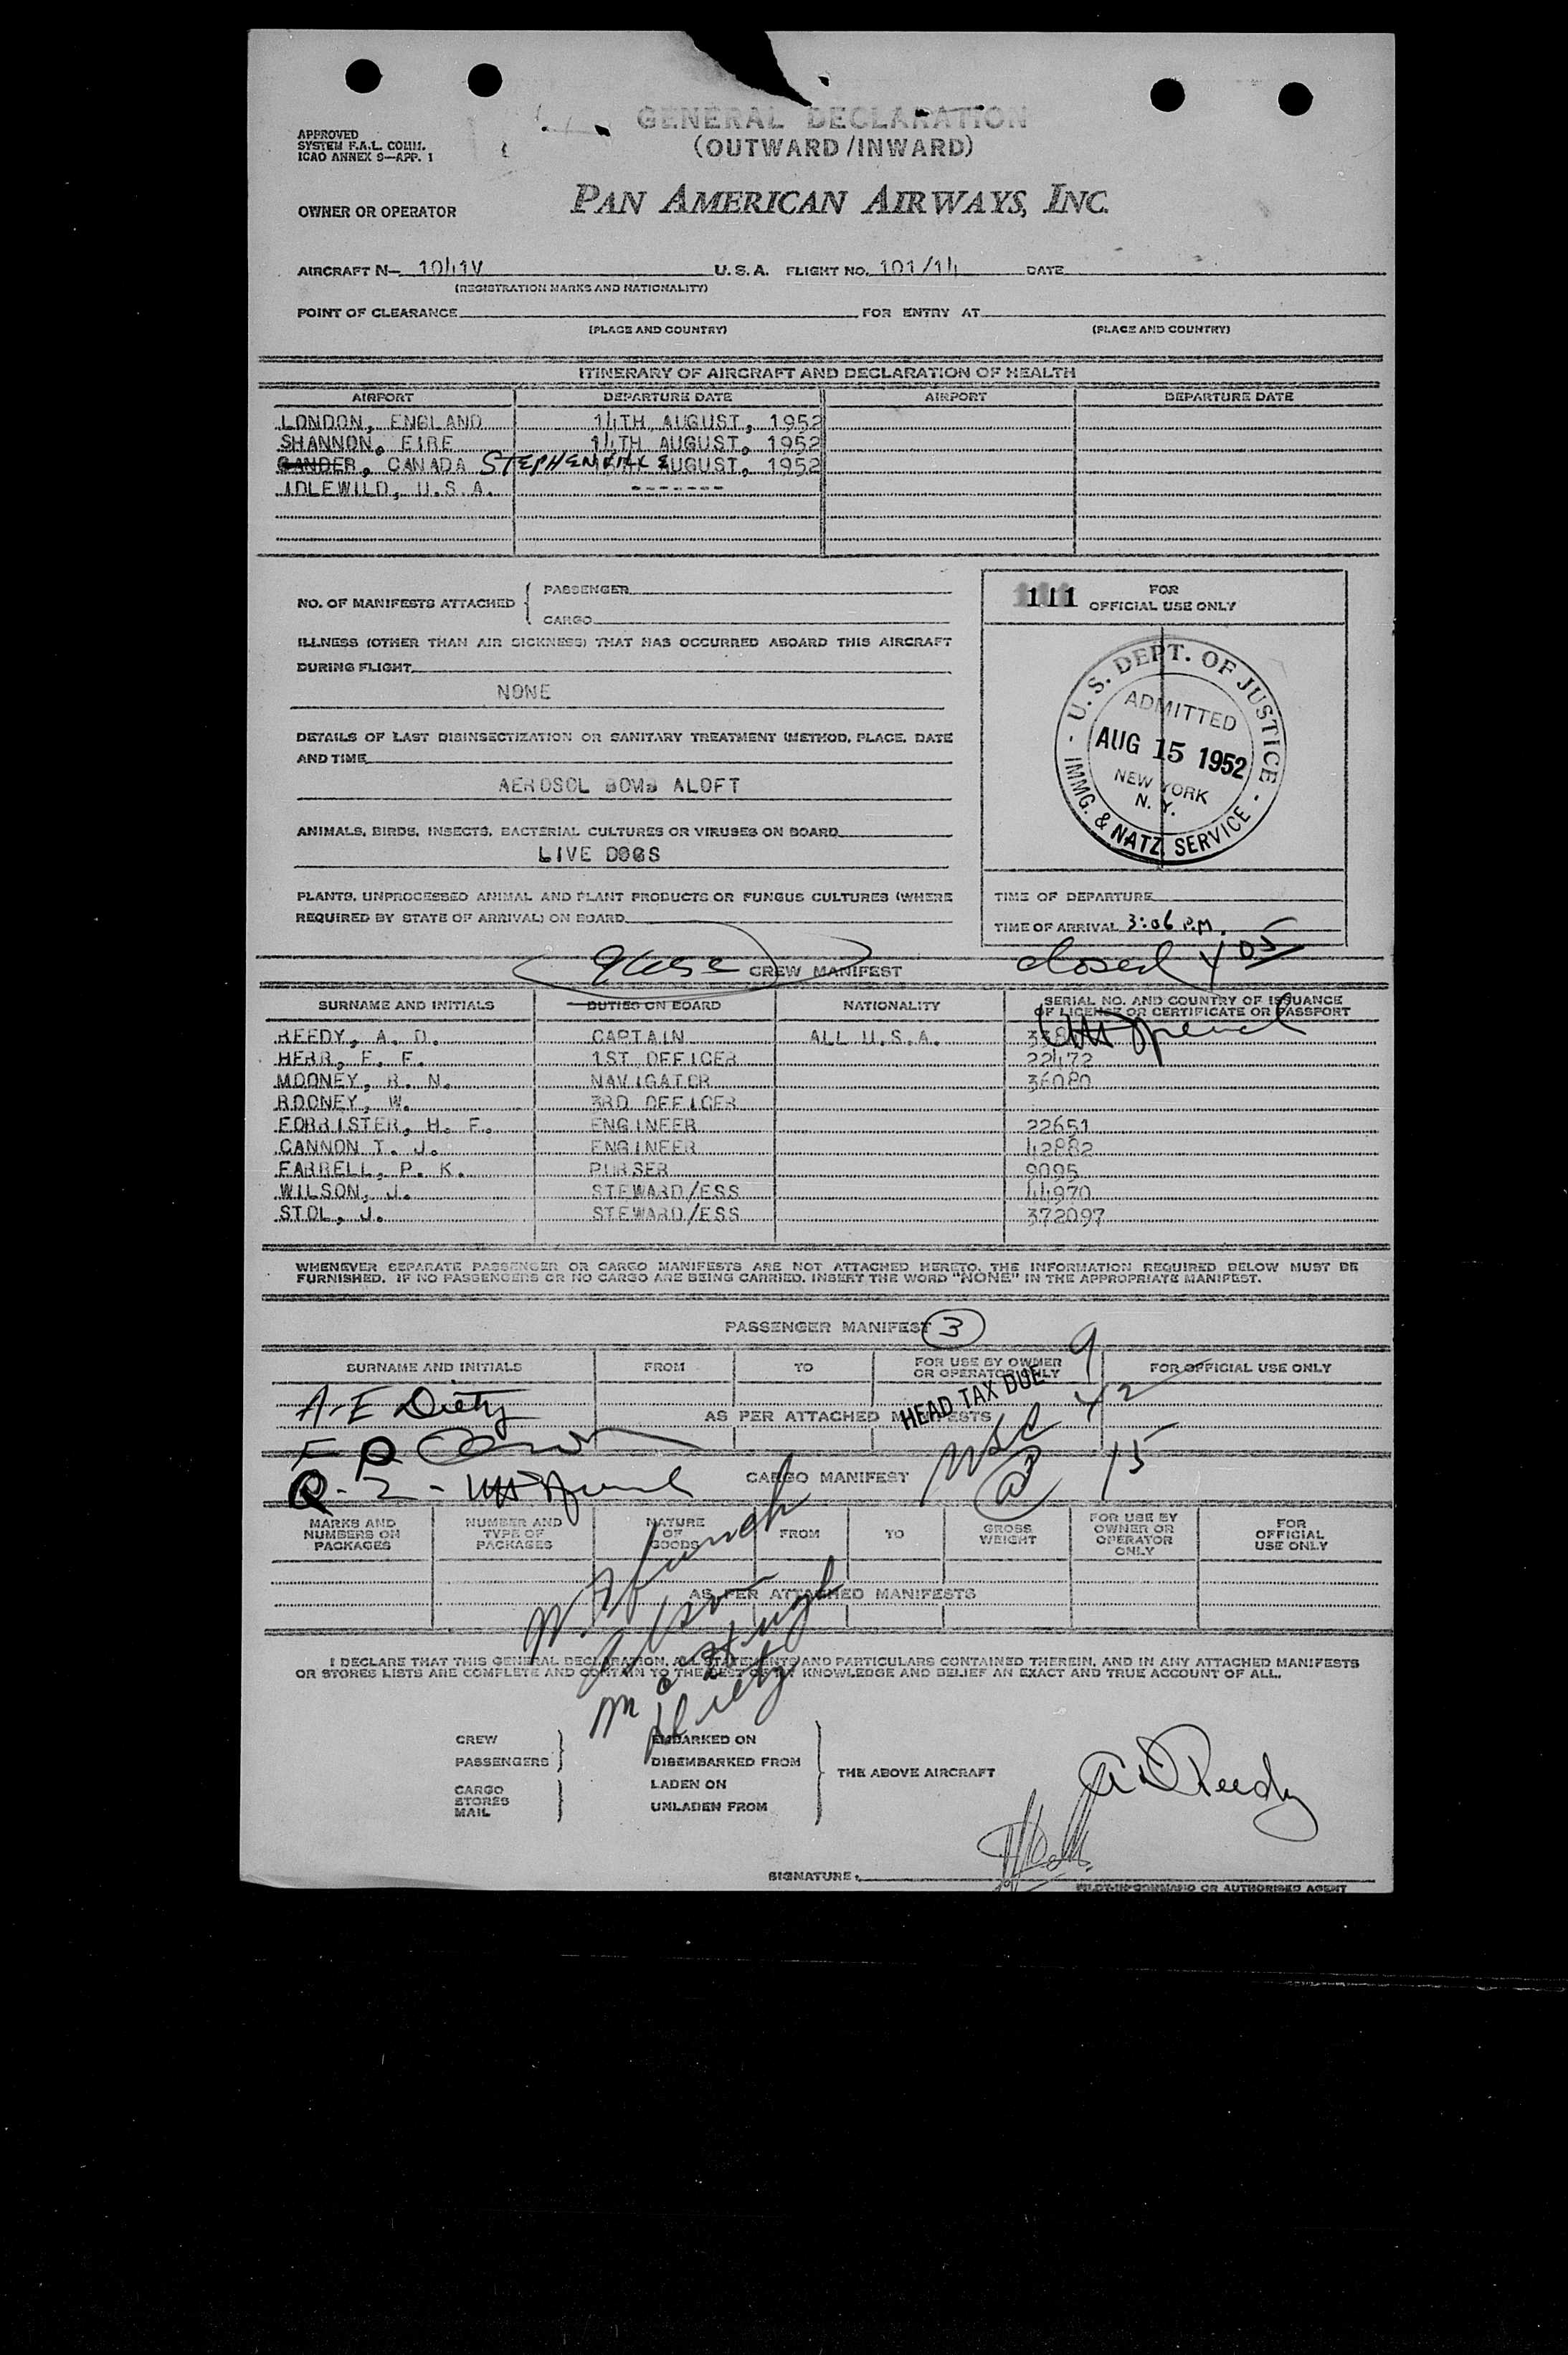 GENERAL DECLARATION
(OUTWARD/INWARD)
APPROVED
SYSTEM F.A.L. COMM.
ICAO ANNEX 9—APP. 1
OWNER OR OPERATOR PAN AMERICAN AIRWAYS, INC.
AIRCRAFT N— 1041V U.S.A. FLIGHT NO. 101/14 DATE
(REGISTRATION MARKS AND NATIONALITY)
POINT OF CLEARANCE FOR ENTRY AT
(PLACE AND COUNTRY) (PLACE AND COUNTRY)
ITINERARY OF AIRCRAFT AND DECLARATION OF HEALTH
AIRPORT DEPARTURE DATE AIRPORT DEPARTURE DATE
LONDON, ENGLAND 14TH AUGUST, 1952
SHANNON, EIRE 14TH AUGUST, 1952
GANDER, CANADA STEPHENVILLE AUGUST, 1952
IDLEWILD, U.S.A. -------
NO. OF MANIFESTS ATTACHED
PASSENGER
CARGO
ILLNESS (OTHER THAN AIR SICKNESS) THAT HAS OCCURRED ABOARD THIS AIRCRAFT
DURING FLIGHT
NONE
DETAILS OF LAST DISINSECTIZATION OR SANITARY TREATMENT (METHOD, PLACE, DATE
AND TIME
AEROSOL BOMB ALOFT
ANIMALS, BIRDS, INSECTS, BACTERIAL CULTURES OR VIRUSES ON BOARD
LIVE DOGS
PLANTS, UNPROCESSED ANIMAL AND PLANT PRODUCTS OR FUNGUS CULTURES (WHERE
REQUIRED BY STATE OF ARRIVAL) ON BOARD
111 FOR
OFFICIAL USE ONLY
U.S. DEPT. OF JUSTICE
ADMITTED
AUG 15 1952
NEW YORK
N.Y.
IMMG. & NATZ. SERVICE
TIME OF DEPARTURE
TIME OF ARRIVAL 3:06 P.M.
closed 405
CREW MANIFEST
SURNAME AND INITIALS DUTIES ON BOARD NATIONALITY SERIAL NO. AND COUNTRY OF ISSUANCE
OF LICENSE OR CERTIFICATE OR PASSPORT
REEDY, A. D. CAPTAIN ALL U.S.A.
HERR, F. F. 1ST OFFICER 22472
MOONEY, R. N. NAVIGATER 36080
ROONEY, W. 3RD OFFICER
FORRISTER, H. F. ENGINEER 22651
CANNON T. J. ENGINEER 42882
FARRELL, P. K. PURSER 9095
WILSON, J. STEWARD/ESS 44970
STOL, J. STEWARD/ESS 372097
WHENEVER SEPARATE PASSENGER OR CARGO MANIFESTS ARE NOT ATTACHED HERETO, THE INFORMATION REQUIRED BELOW MUST BE
FURNISHED. IF NO PASSENGERS OR NO CARGO ARE BEING CARRIED, INSERT THE WORD "NONE" IN THE APPROPRIATE MANIFEST.
PASSENGER MANIFEST 3
9
SURNAME AND INITIALS FROM TO FOR USE BY OWNER
OR OPERATOR ONLY FOR OFFICIAL USE ONLY
HEAD TAX DUE
42
A.E Dietz
AS PER ATTACHED MANIFESTS
USC
15
CARGO MANIFEST
MARKS AND
NUMBERS ON
PACKAGES
NUMBER AND
TYPE OF
PACKAGES
NATURE
OF
GOODS
FROM
TO
GROSS
WEIGHT
FOR USE BY
OWNER OR
OPERATOR
ONLY
FOR
OFFICIAL
USE ONLY
AS PER ATTACHED MANIFESTS
Dietz
I DECLARE THAT THIS GENERAL DECLARATION, ALL STATEMENTS AND PARTICULARS CONTAINED THEREIN, AND IN ANY ATTACHED MANIFESTS
OR STORES LISTS ARE COMPLETE AND CONTAIN TO THE BEST OF MY KNOWLEDGE AND BELIEF AN EXACT AND TRUE ACCOUNT OF ALL.
CREW
PASSENGERS
CARGO
STORES
MAIL
EMBARKED ON
DISEMBARKED FROM
LADEN ON
UNLADEN FROM
THE ABOVE AIRCRAFT
A D Reedy
SIGNATURE
PILOT-IN-COMMAND OR AUTHORISED AGENT